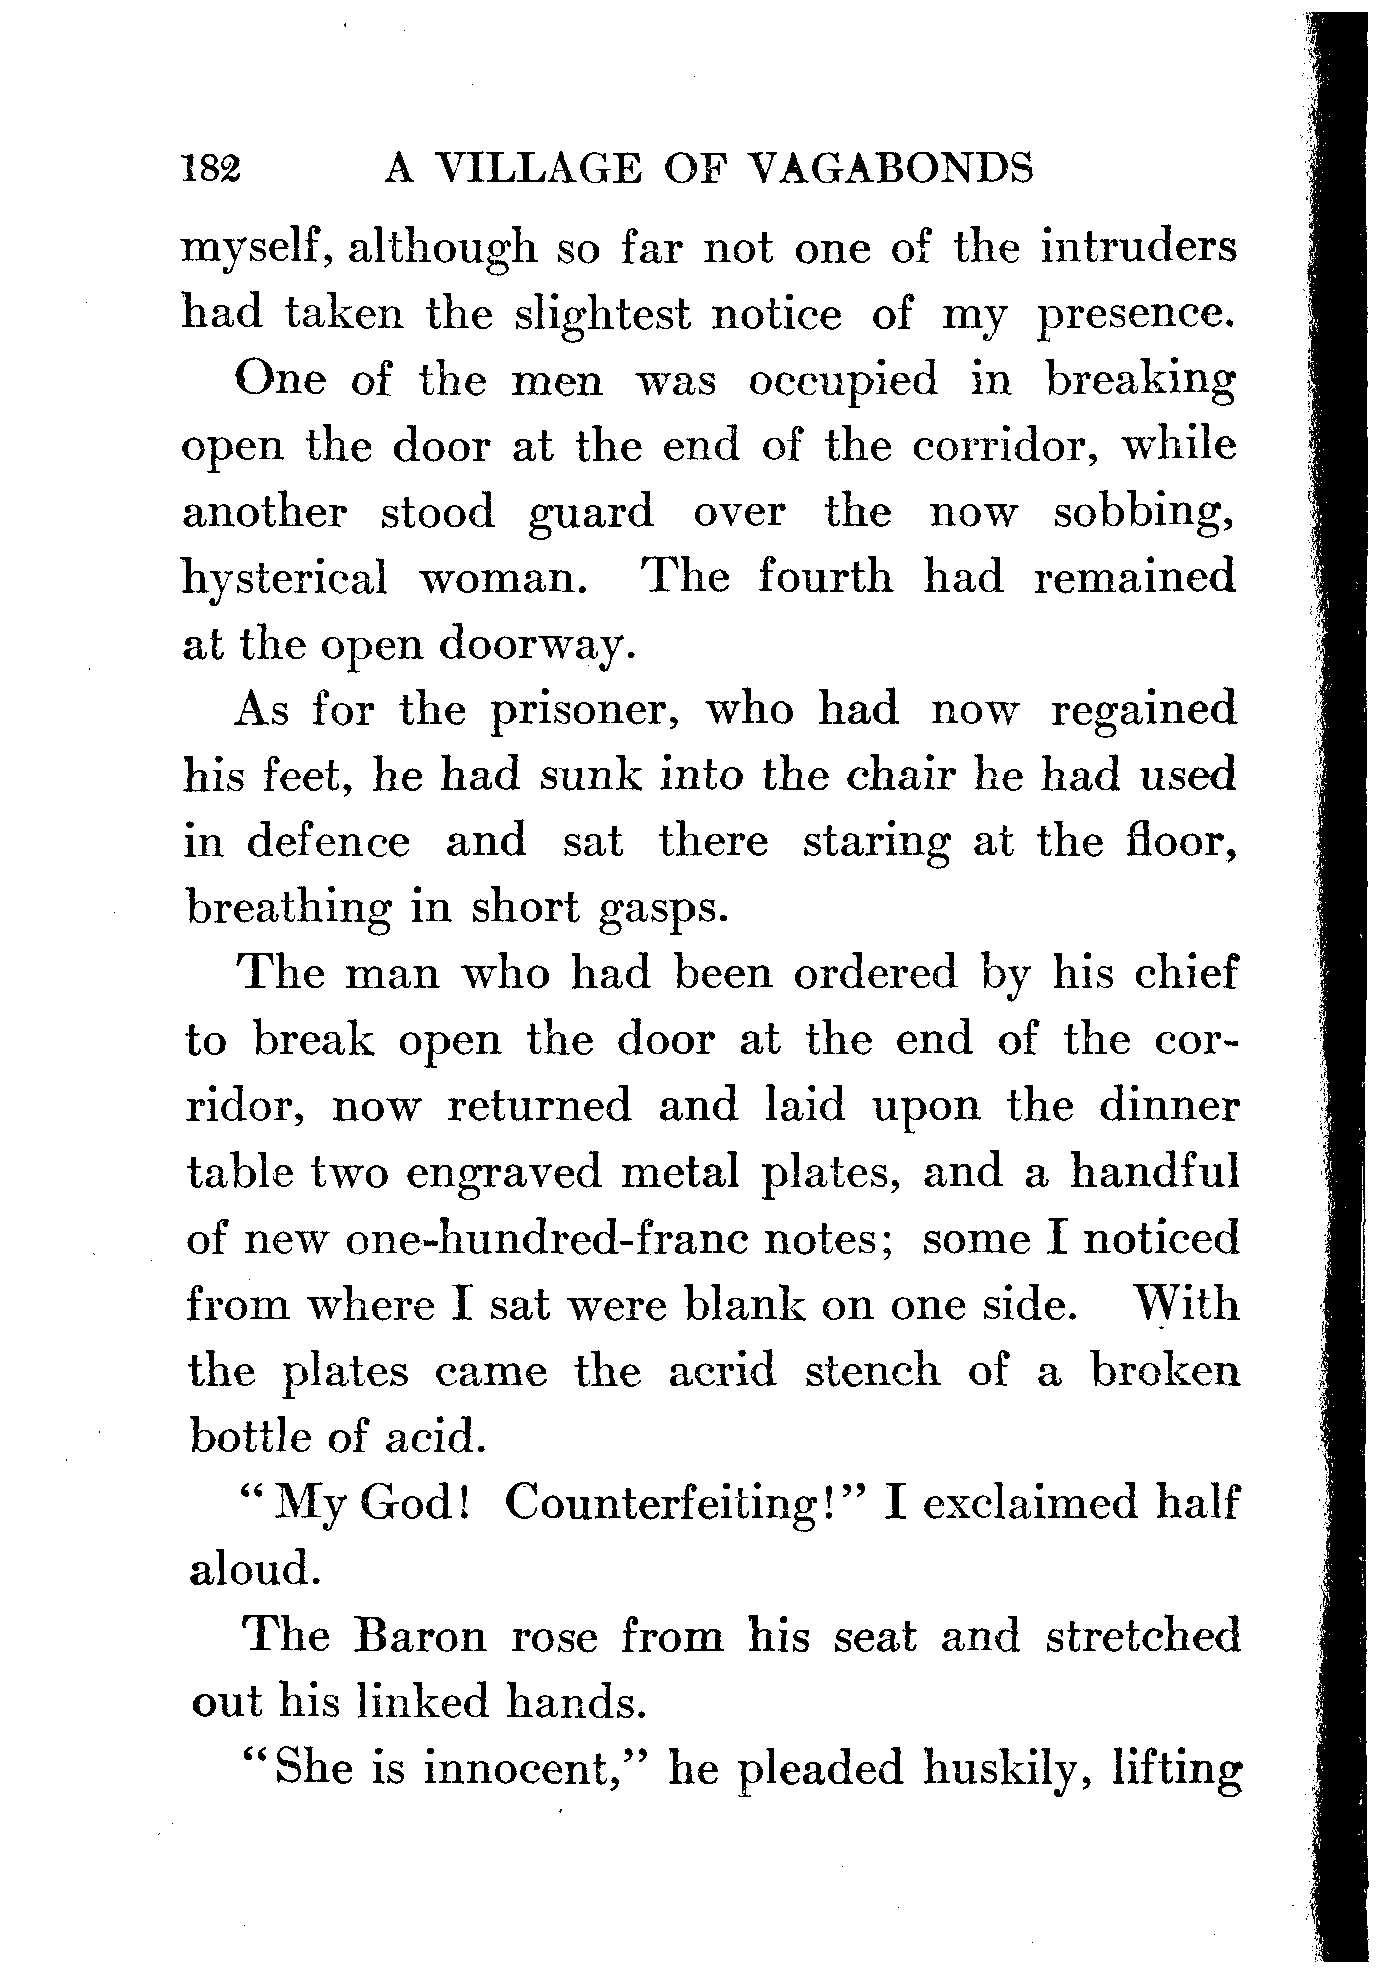 182 A VILLAGE OF VAGABONDS
myself, although so far not one of the intruders
had taken the slightest notice of my presence.
One of the men was occupied in breaking
open the door at the end of the corridor, while
another stood guard over the now sobbing,
hysterical woman. The fourth had remained
at the open doorway.
As for the prisoner, who had now regained
his feet, he had sunk into the chair he had used
in defence and sat there staring at the floor,
breathing in short gasps.
The man who had been ordered by his chief
to break open the door at the end of the cor-
ridor, now returned and laid upon the dinner
table two engraved metal plates, and a handful
of new one-hundred-franc notes; some I noticed
from where I sat were blank on one side. With
the plates came the acrid stench of a broken
bottle of acid.
“My God! Counterfeiting!” I exclaimed half
aloud.
The Baron rose from his seat and stretched
out his linked hands.
“She is innocent,” he pleaded huskily, lifting